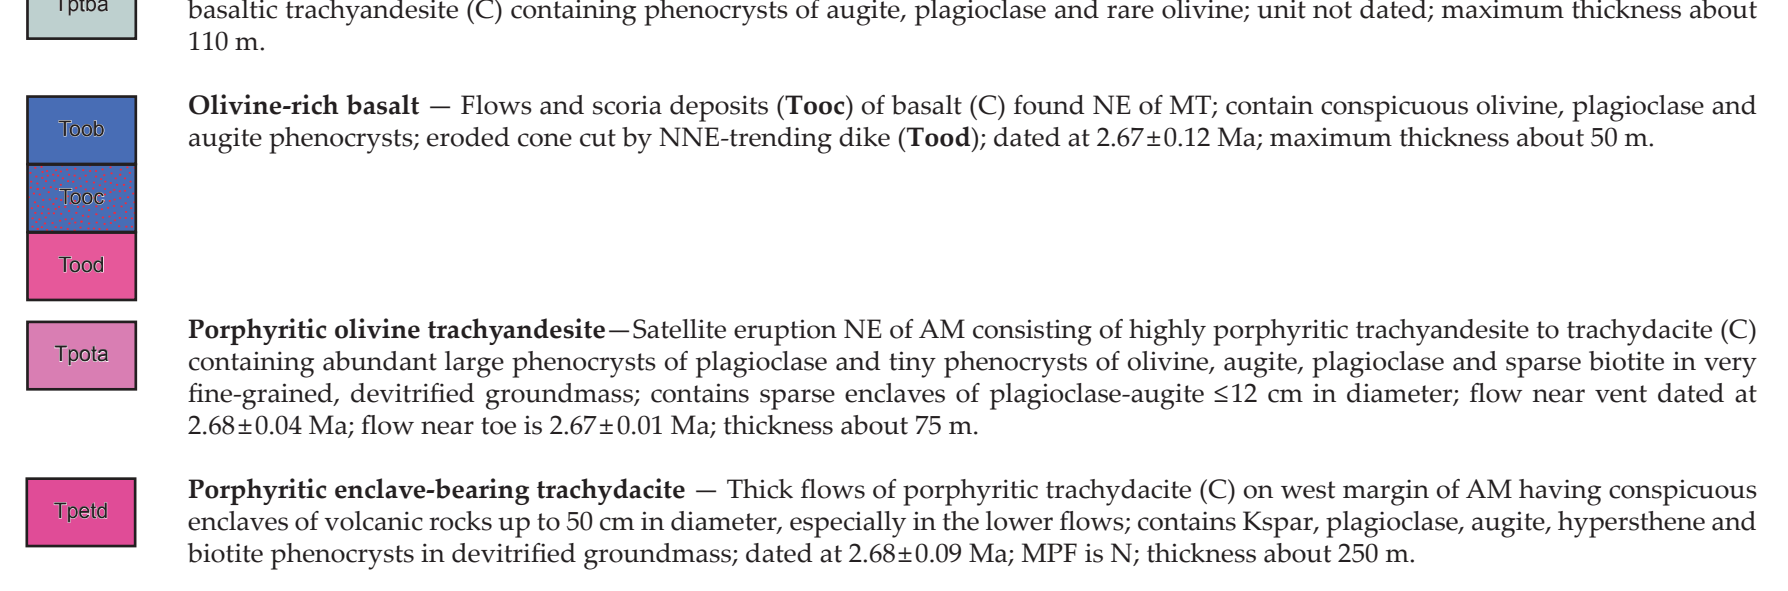 Tptba
basaltic trachyandesite (C) containing phenocrysts of augite, plagioclase and rare olivine; unit not dated; maximum thickness about
110 m.
Toob
Tooc
Tood
Olivine-rich basalt — Flows and scoria deposits (Tooc) of basalt (C) found NE of MT; contain conspicuous olivine, plagioclase and
augite phenocrysts; eroded cone cut by NNE-trending dike (Tood); dated at 2.67±0.12 Ma; maximum thickness about 50 m.
Tpota
Porphyritic olivine trachyandesite—Satellite eruption NE of AM consisting of highly porphyritic trachyandesite to trachydacite (C)
containing abundant large phenocrysts of plagioclase and tiny phenocrysts of olivine, augite, plagioclase and sparse biotite in very
fine-grained, devitrified groundmass; contains sparse enclaves of plagioclase-augite ≤12 cm in diameter; flow near vent dated at
2.68±0.04 Ma; flow near toe is 2.67±0.01 Ma; thickness about 75 m.
Tpetd
Porphyritic enclave-bearing trachydacite — Thick flows of porphyritic trachydacite (C) on west margin of AM having conspicuous
enclaves of volcanic rocks up to 50 cm in diameter, especially in the lower flows; contains Kspar, plagioclase, augite, hypersthene and
biotite phenocrysts in devitrified groundmass; dated at 2.68±0.09 Ma; MPF is N; thickness about 250 m.